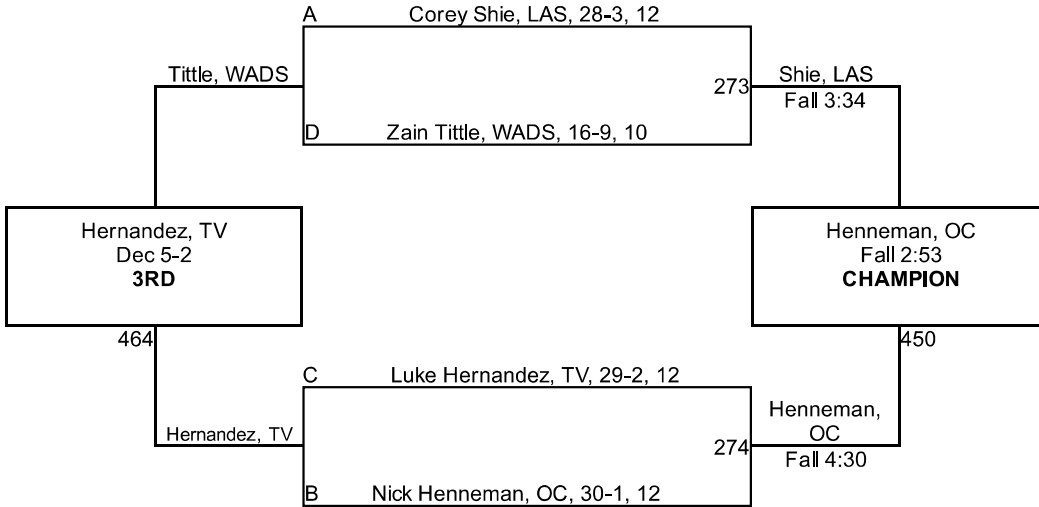 A Corey Shie, LAS, 28-3, 12
Tittle, WADS
273
Shie, LAS
Fall 3:34
D Zain Tittle, WADS, 16-9, 10
Hernandez, TV
Dec 5-2
3RD
Henneman, OC
Fall 2:53
CHAMPION
464
450
C Luke Hernandez, TV, 29-2, 12
Hernandez, TV
274
Henneman,
OC
Fall 4:30
B Nick Henneman, OC, 30-1, 12